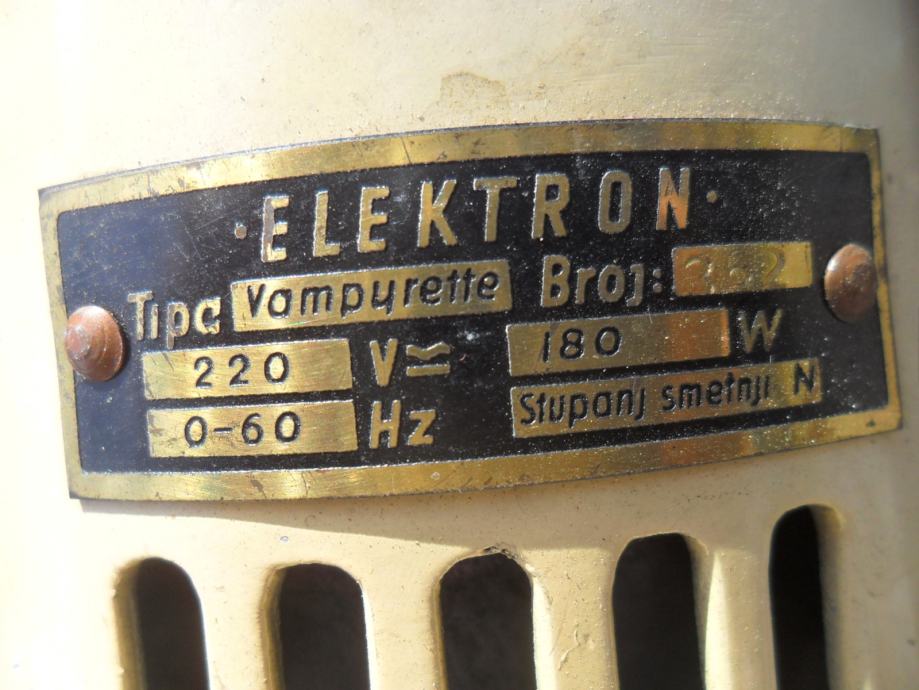 ·ELEKTRON·
Tipa Vampyrette Broj:
220 V≂ 180 W
0-60 Hz Stupanj smetnji N